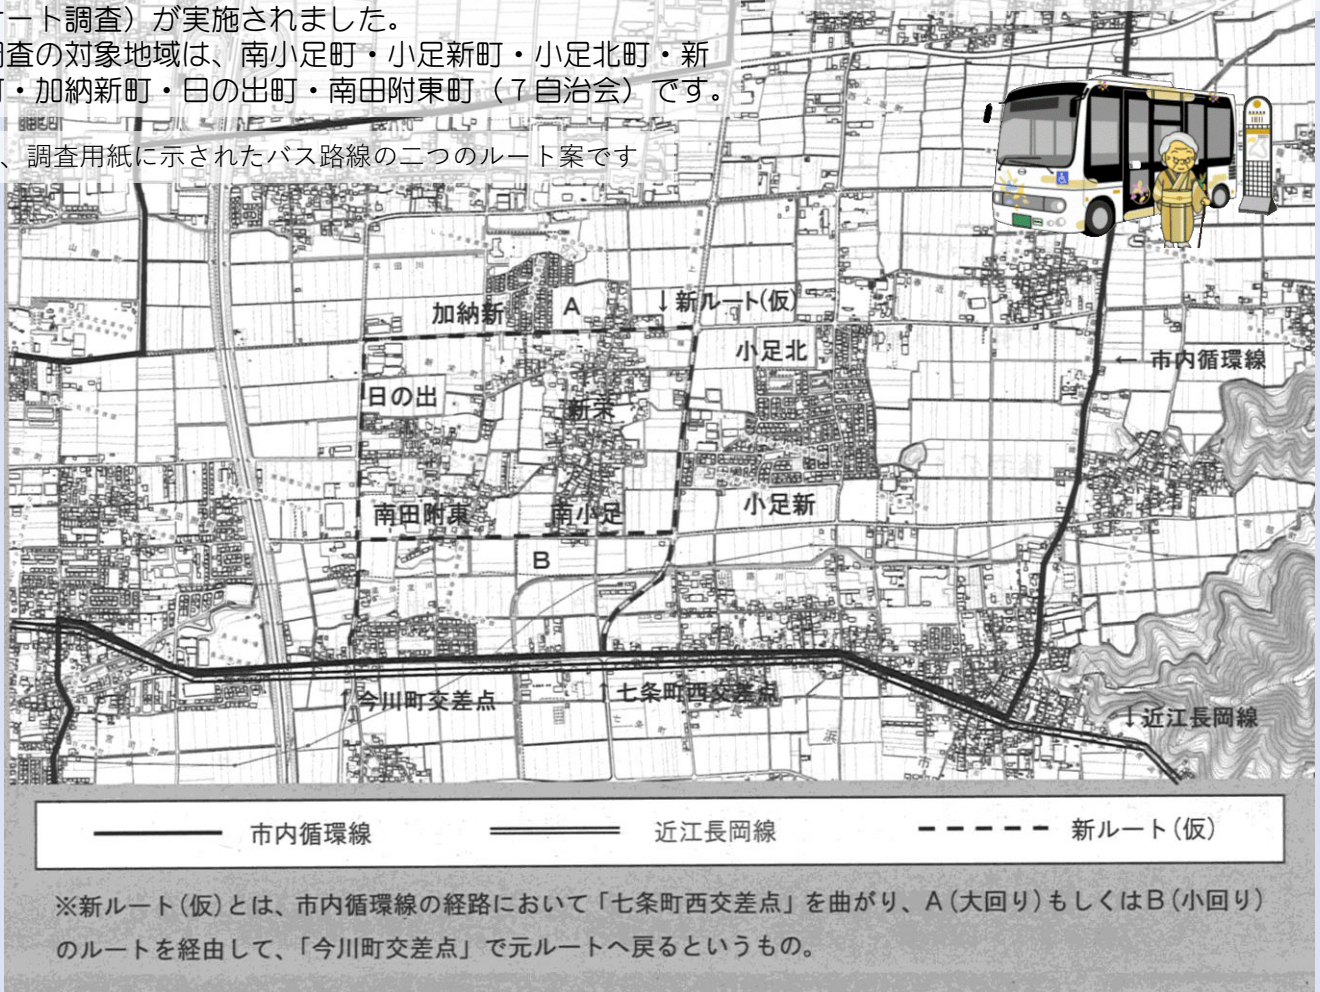 ート調査）が実施されました。
査の対象地域は、南小足町・小足新町・小足北町・新
・加納新町・日の出町・南田附東町（７自治会）です。
、調査用紙に示されたバス路線の二つのルート案です
加納新
A
↓新ルート(仮)
小足北
← 市内循環線
日の出
新栄
南田附東
南小足
小足新
B
↑今川町交差点
↑七条町西交差点
↓近江長岡線
市内循環線
近江長岡線
新ルート(仮)
※新ルート(仮)とは、市内循環線の経路において「七条町西交差点」を曲がり、A(大回り)もしくはB(小回り)
のルートを経由して、「今川町交差点」で元ルートへ戻るというもの。